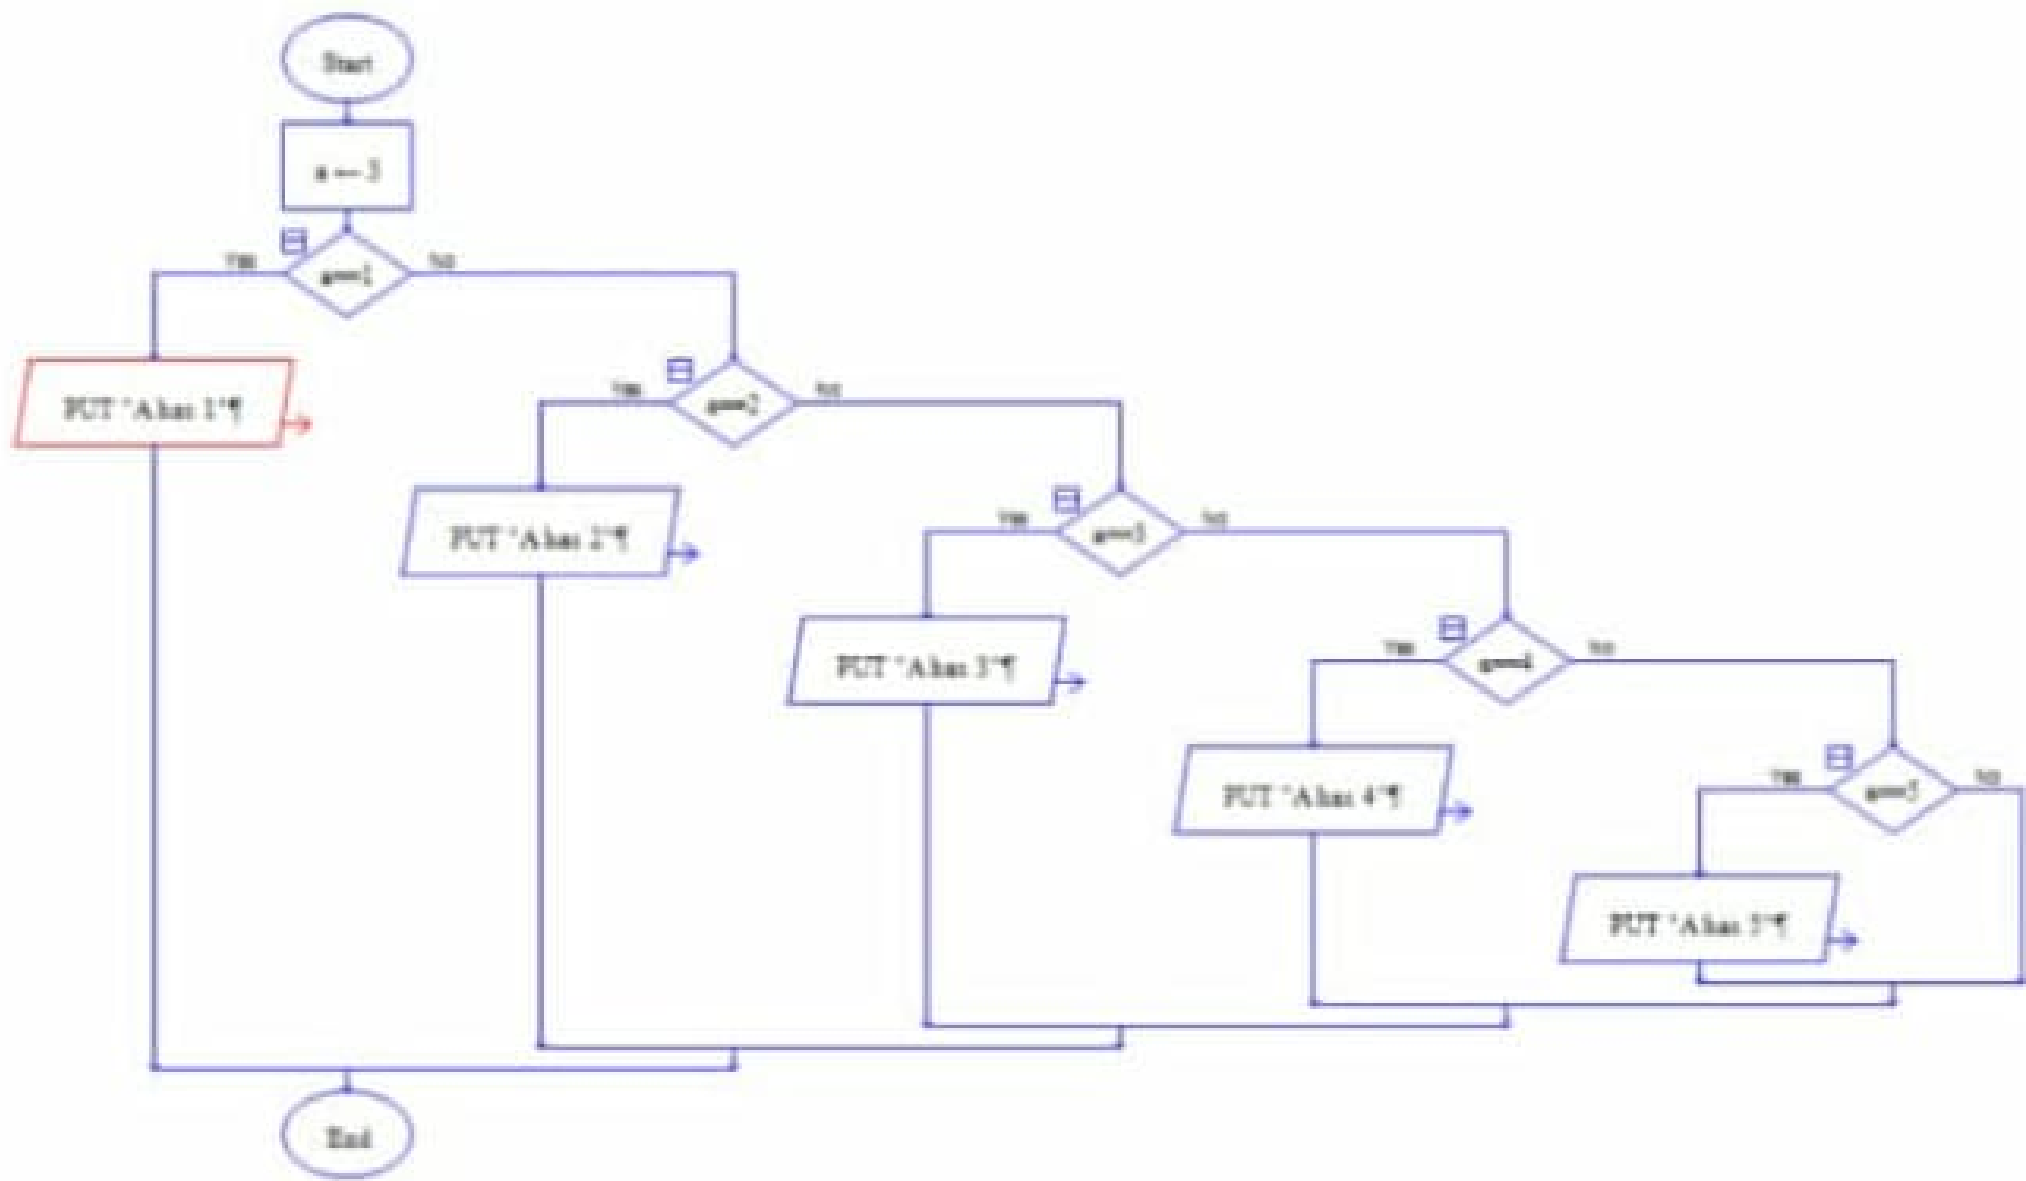 Start
a ←
a==1
Yes
No
PUT "A has 1"¶
a==2
Yes
No
PUT "A has 2"¶
a==3
Yes
No
PUT "A has 3"¶
a==4
Yes
No
PUT "A has 4"¶
a==5
Yes
No
PUT "A has 5"¶
End